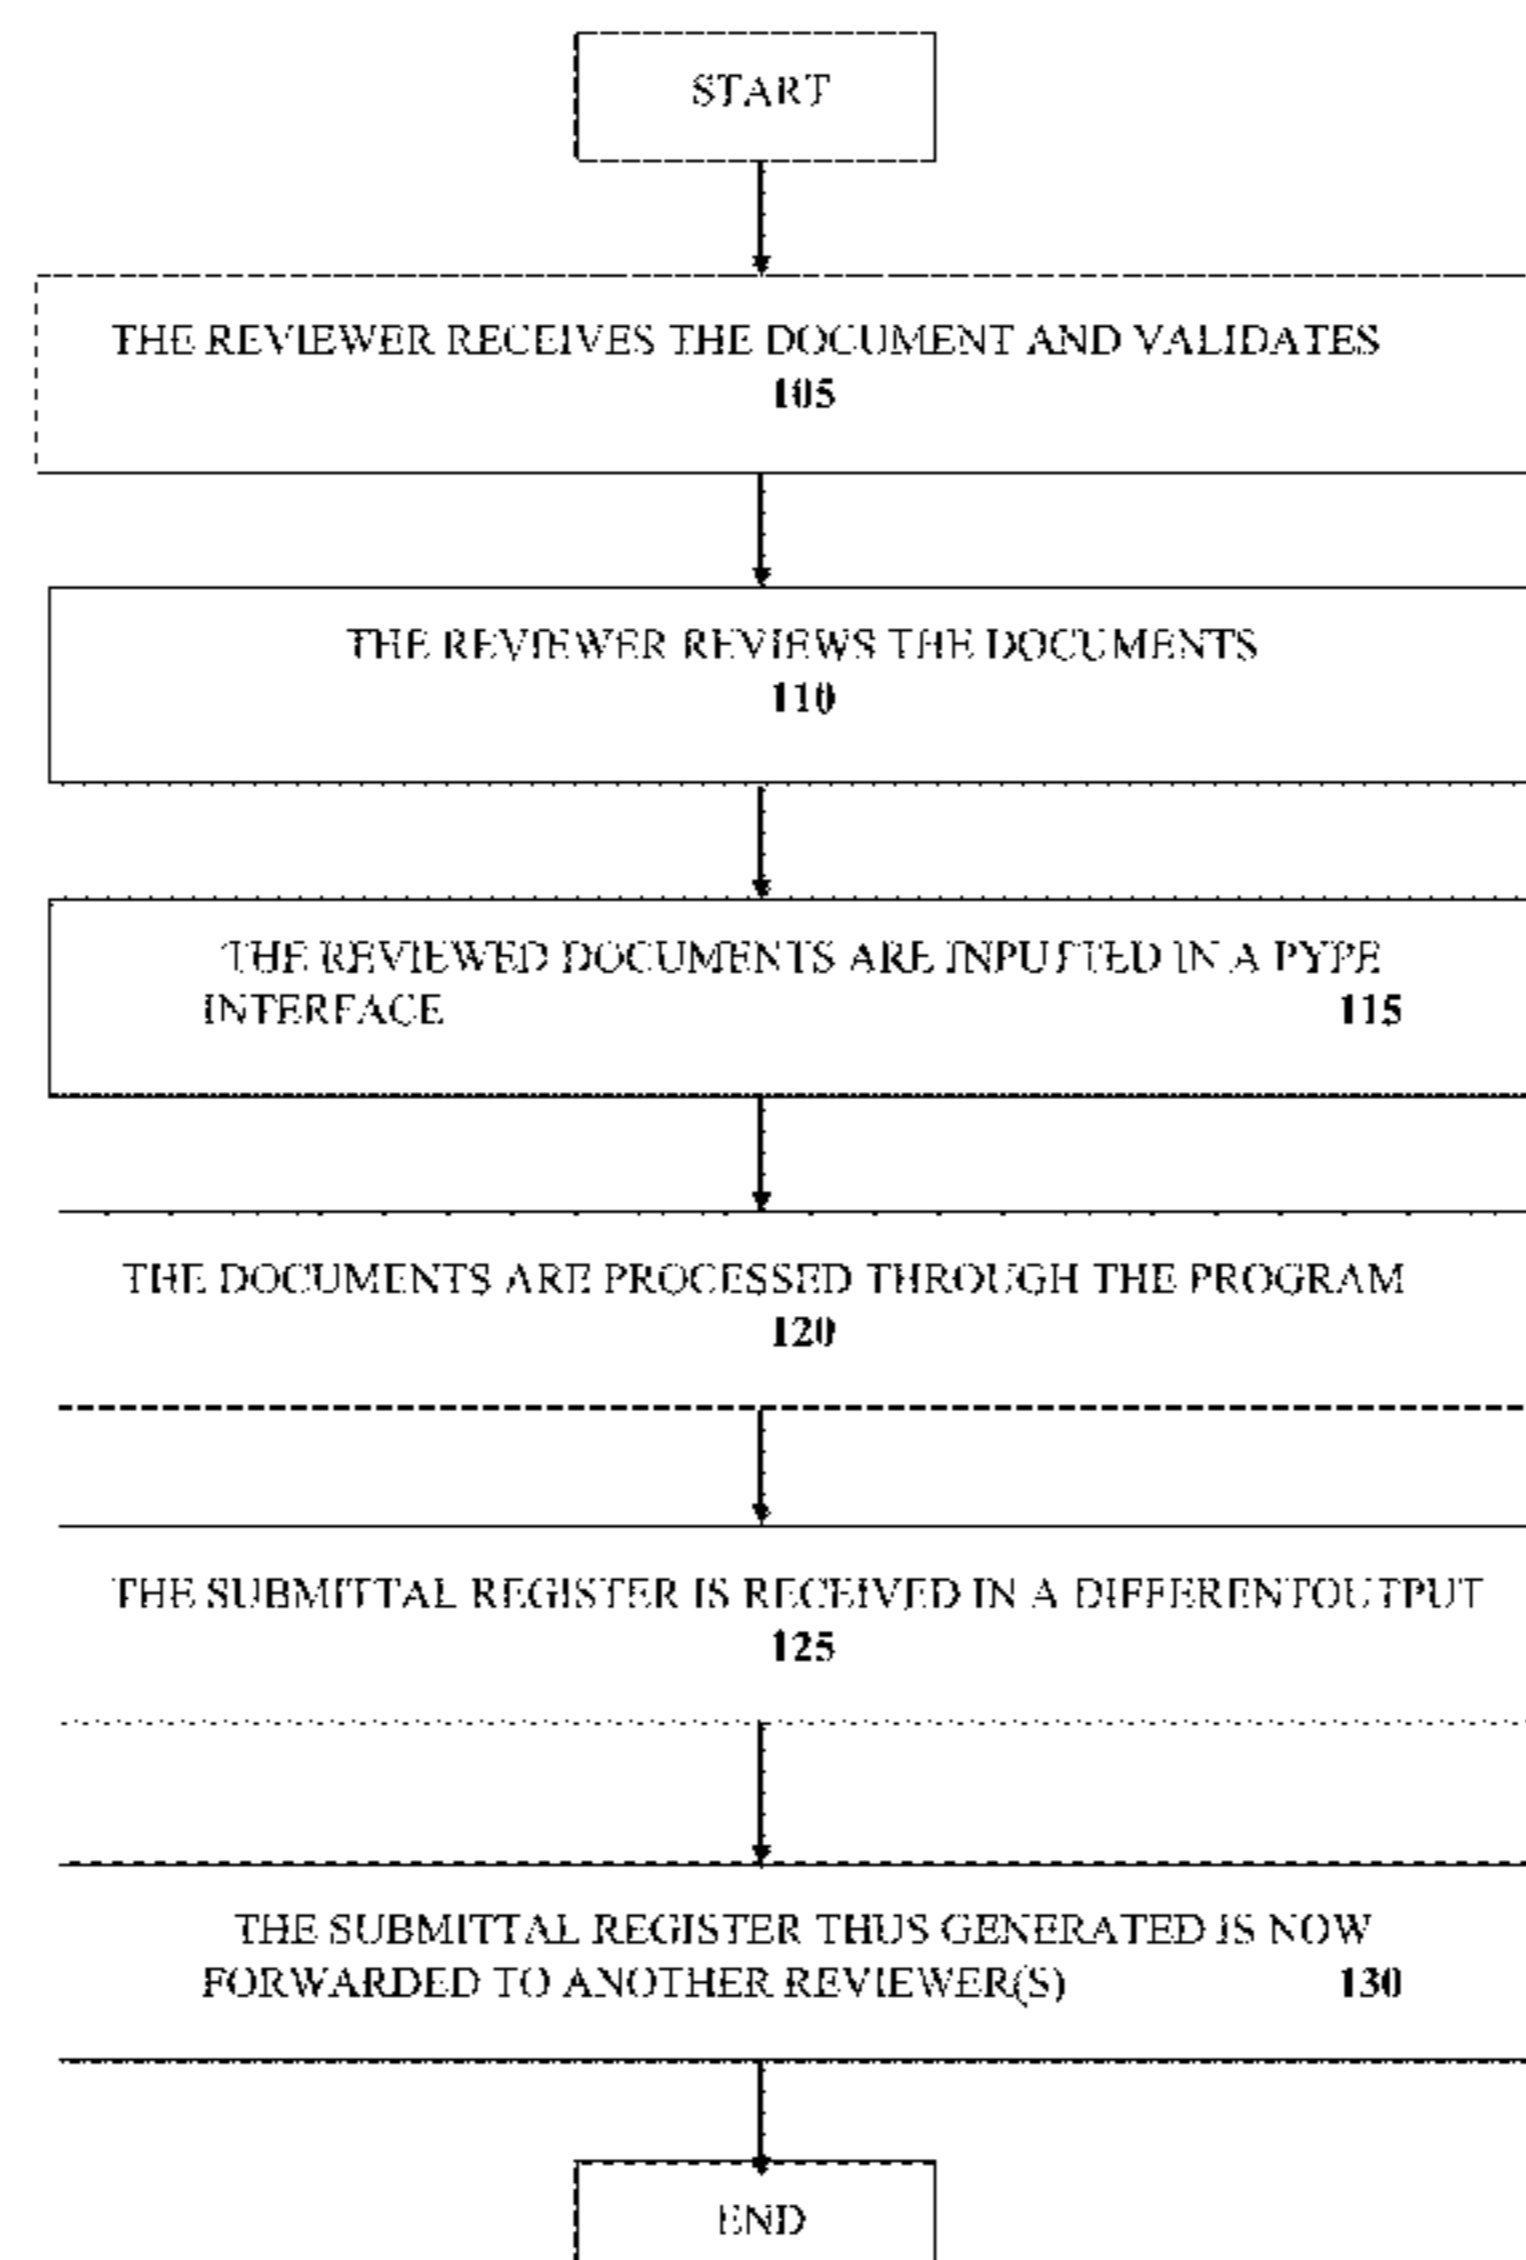 START
THE REVIEWER RECEIVES THE DOCUMENT AND VALIDATES
105
THE REVIEWER REVIEWS THE DOCUMENTS
110
THE REVIEWED DOCUMENTS ARE INPUTTED IN A PYPE
INTERFACE 115
THE DOCUMENTS ARE PROCESSED THROUGH THE PROGRAM
120
THE SUBMITTAL REGISTER IS RECEIVED IN A DIFFERENTOUTPUT
125
THE SUBMITTAL REGISTER THUS GENERATED IS NOW
FORWARDED TO ANOTHER REVIEWER(S) 130
END